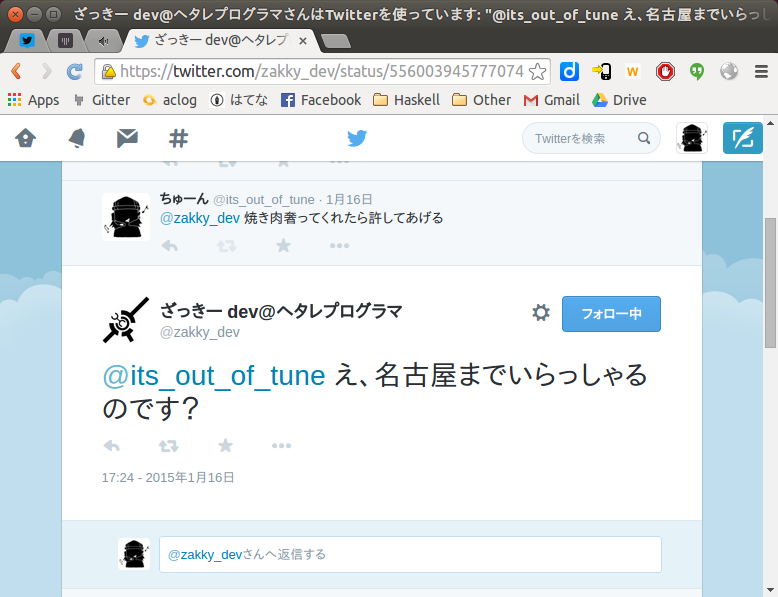 ざっきー dev@ヘタレプログラマさんはTwitterを使っています: "@its_out_of_tune え、名古屋までいらっし
ざっきー dev@ヘタレプ
https://twitter.com/zakky_dev/status/556003945777074
Apps Gitter aclog はてな Facebook Haskell Other Gmail Drive
Twitterを検索
ちゅーん @its_out_of_tune · 1月16日
@zakky_dev 焼き肉奢ってくれたら許してあげる
ざっきー dev@ヘタレプログラマ
フォロー中
@zakky_dev
@its_out_of_tune え、名古屋までいらっしゃる
のです?
17:24 - 2015年1月16日
@zakky_devさんへ返信する